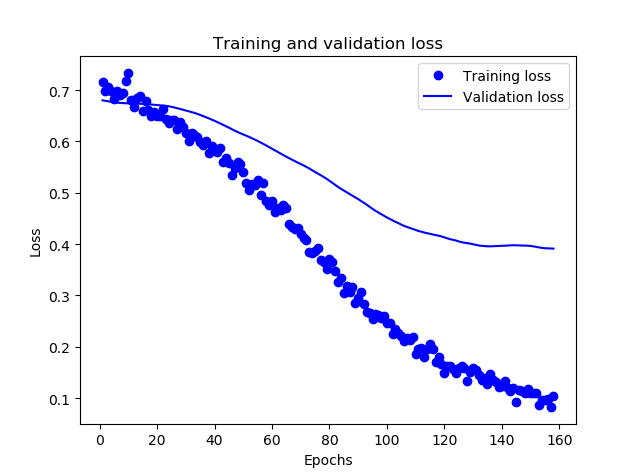 Training and validation loss
Training loss
Validation loss
0.7
0.6
0.5
0.4
0.3
0.2
0.1
Loss
0 20 40 60 80 100 120 140 160
Epochs